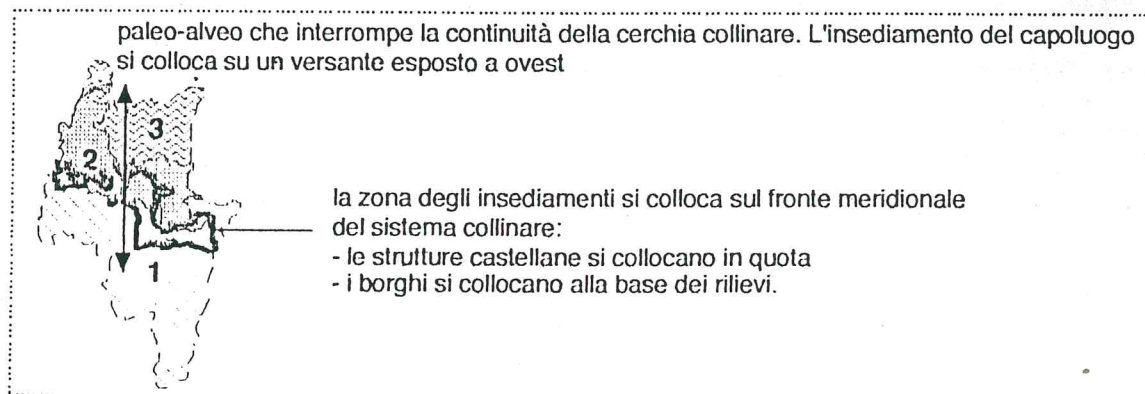 paleo-alveo che interrompe la continuità della cerchia collinare. L'insediamento del capoluogo
si colloca su un versante esposto a ovest
3
2
la zona degli insediamenti si colloca sul fronte meridionale
del sistema collinare:
- le strutture castellane si collocano in quota
1
- i borghi si collocano alla base dei rilievi.